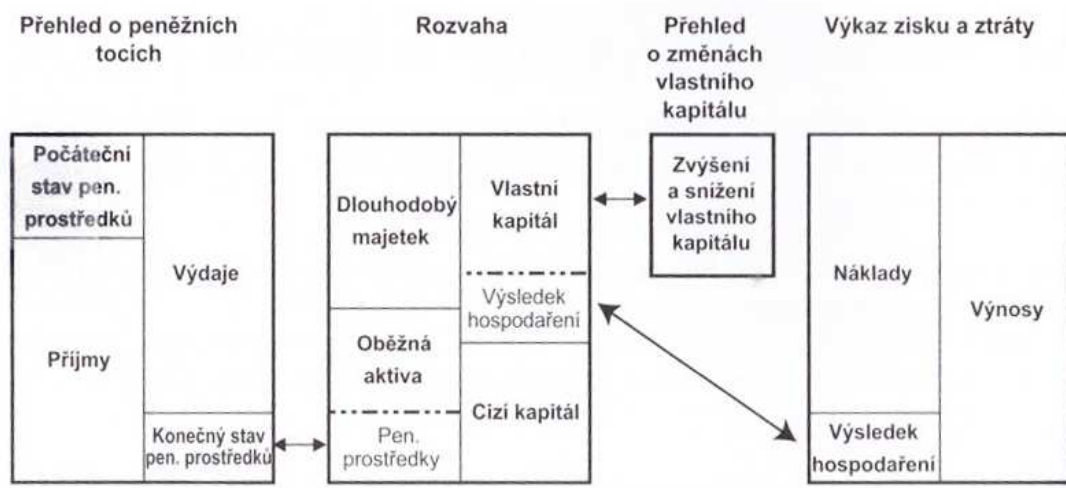 Přehled o peněžních
tocích
Rozvaha
Přehled
o změnách
vlastního
kapitálu
Výkaz zisku a ztráty
Počáteční
stav pen.
prostředků
Příjmy
Výdaje
Konečný stav
pen. prostředků
Dlouhodobý
majetek
Oběžná
aktiva
Pen.
prostředky
Vlastní
kapitál
Výsledek
hospodaření
Cizí kapitál
Zvýšení
a snížení
vlastního
kapitálu
Náklady
Výsledek
hospodaření
Výnosy